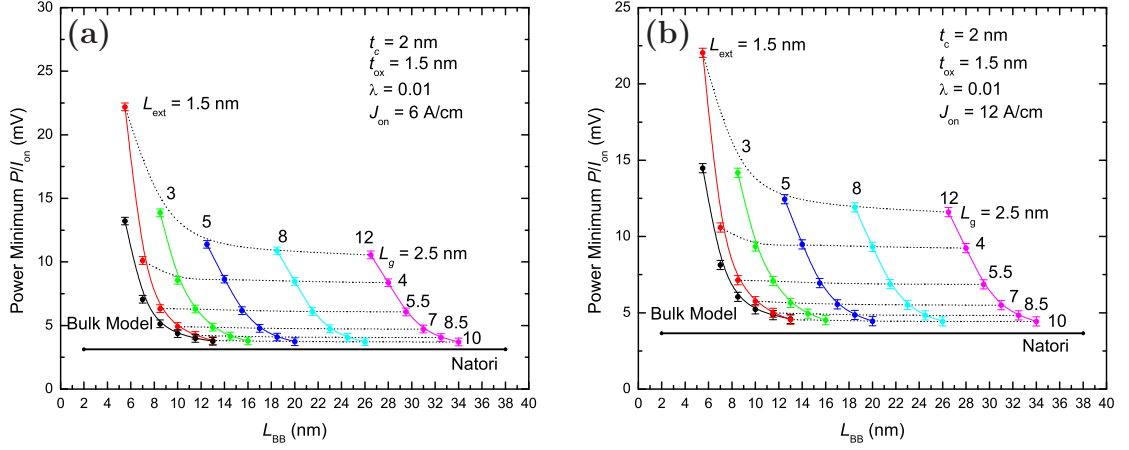 (a)
t_c = 2 nm
t_ox = 1.5 nm
λ = 0.01
J_on = 6 A/cm
L_ext = 1.5 nm
3
5
8
12
L_g = 2.5 nm
4
5.5
7
8.5
10
Bulk Model
Natori
Power Minimum P/I_on (mV)
30
25
20
15
10
5
0
0 2 4 6 8 10 12 14 16 18 20 22 24 26 28 30 32 34 36 38 40
L_BB (nm)
(b)
t_c = 2 nm
t_ox = 1.5 nm
λ = 0.01
J_on = 12 A/cm
L_ext = 1.5 nm
3
5
8
12
L_g = 2.5 nm
4
5.5
7
8.5
10
Bulk Model
Natori
Power Minimum P/I_on (mV)
25
20
15
10
5
0
0 2 4 6 8 10 12 14 16 18 20 22 24 26 28 30 32 34 36 38 40
L_BB (nm)